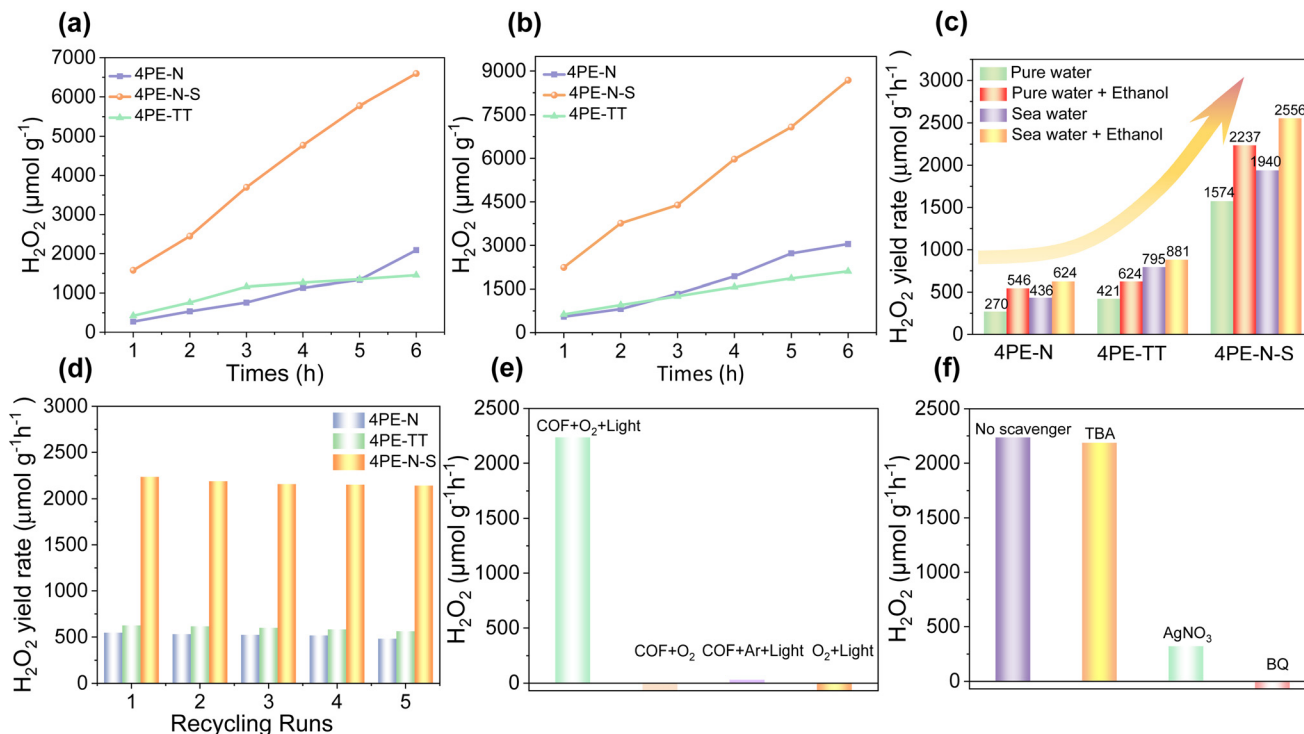 (a)
7000
6000
5000
4000
3000
2000
1000
0
H₂O₂ (μmol g⁻¹)
4PE-N
4PE-N-S
4PE-TT
1 2 3 4 5 6
Times (h)
(b)
9000
7500
6000
4500
3000
1500
0
H₂O₂ (μmol g⁻¹)
4PE-N
4PE-N-S
4PE-TT
1 2 3 4 5 6
Times (h)
(c)
3000
2500
2000
1500
1000
500
0
H₂O₂ yield rate (μmol g⁻¹h⁻¹)
Pure water
Pure water + Ethanol
Sea water
Sea water + Ethanol
270 546 436 624
421 624 795 881
1574 2237 1940 2556
4PE-N 4PE-TT 4PE-N-S
(d)
3000
2500
2000
1500
1000
500
0
H₂O₂ yield rate (μmol g⁻¹h⁻¹)
4PE-N
4PE-TT
4PE-N-S
1 2 3 4 5
Recycling Runs
(e)
2500
2000
1500
1000
500
0
H₂O₂ (μmol g⁻¹h⁻¹)
COF+O₂+Light
COF+O₂ COF+Ar+Light O₂+Light
(f)
2500
2000
1500
1000
500
0
H₂O₂ (μmol g⁻¹h⁻¹)
No scavenger
TBA
AgNO₃
BQ